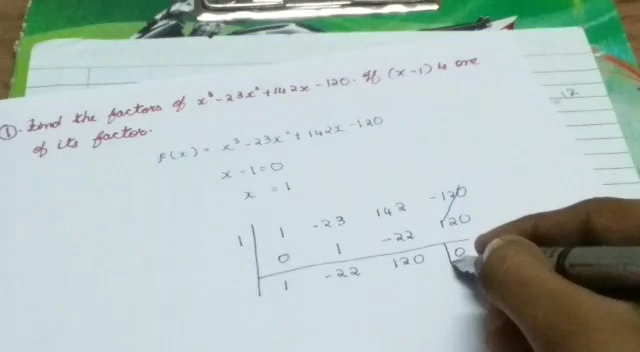 ①. Find the factors of x³-23x²+142x-120. If (x-1) is one
of its factor.
f(x) = x³-23x²+142x-120
x-1=0
x = 1
1 | 1 -23 142 -120
0 1 -22 120
1 -22 120 | 0
12